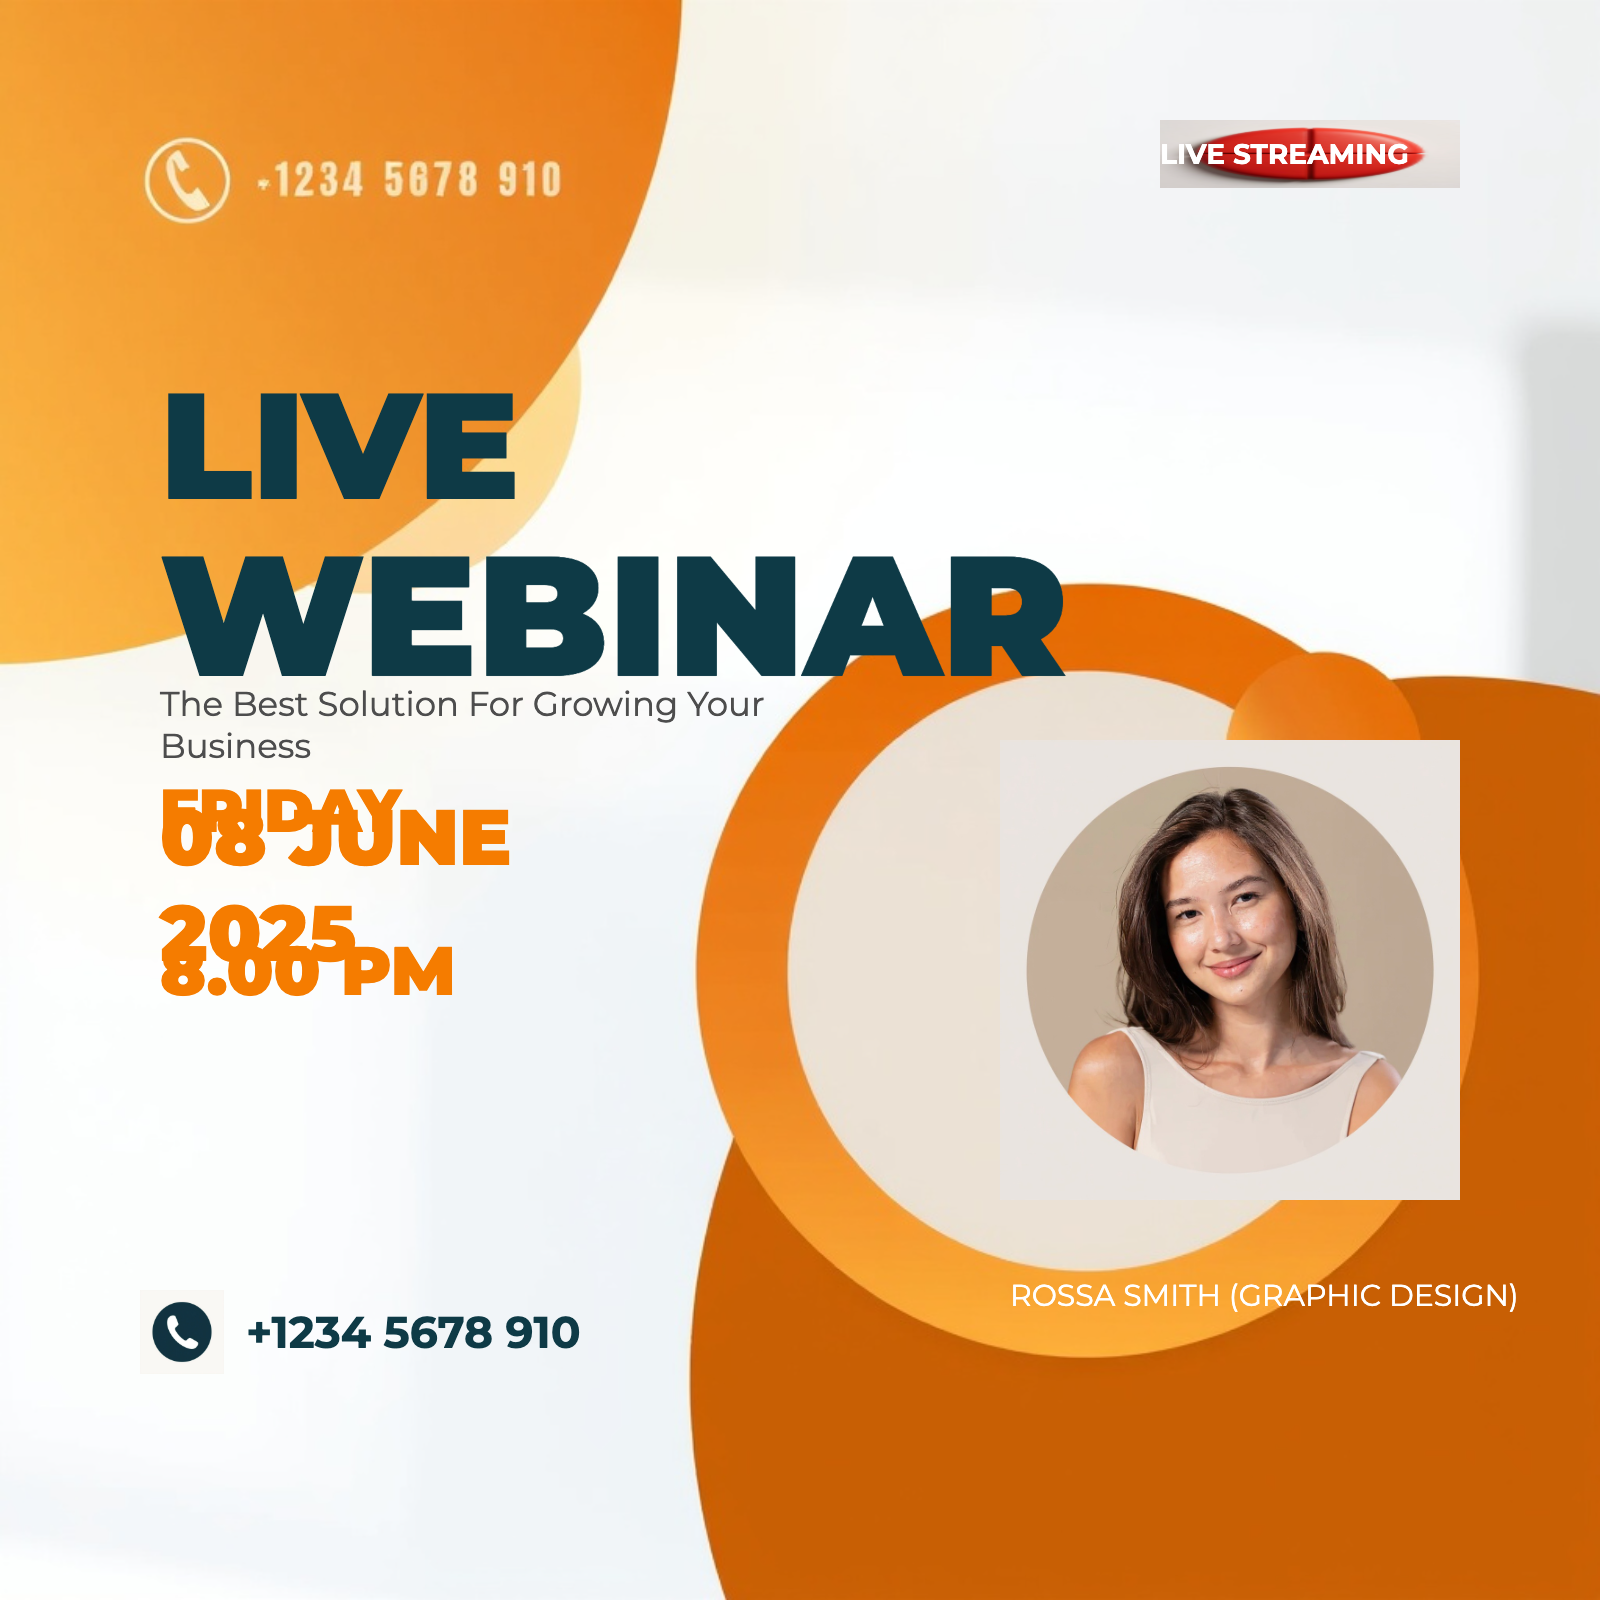 +1234 5678 910
LIVE STREAMING
LIVE
WEBINAR
The Best Solution For Growing Your
Business
FRIDAY
08 JUNE
2025
8.00 PM
ROSSA SMITH (GRAPHIC DESIGN)
+1234 5678 910